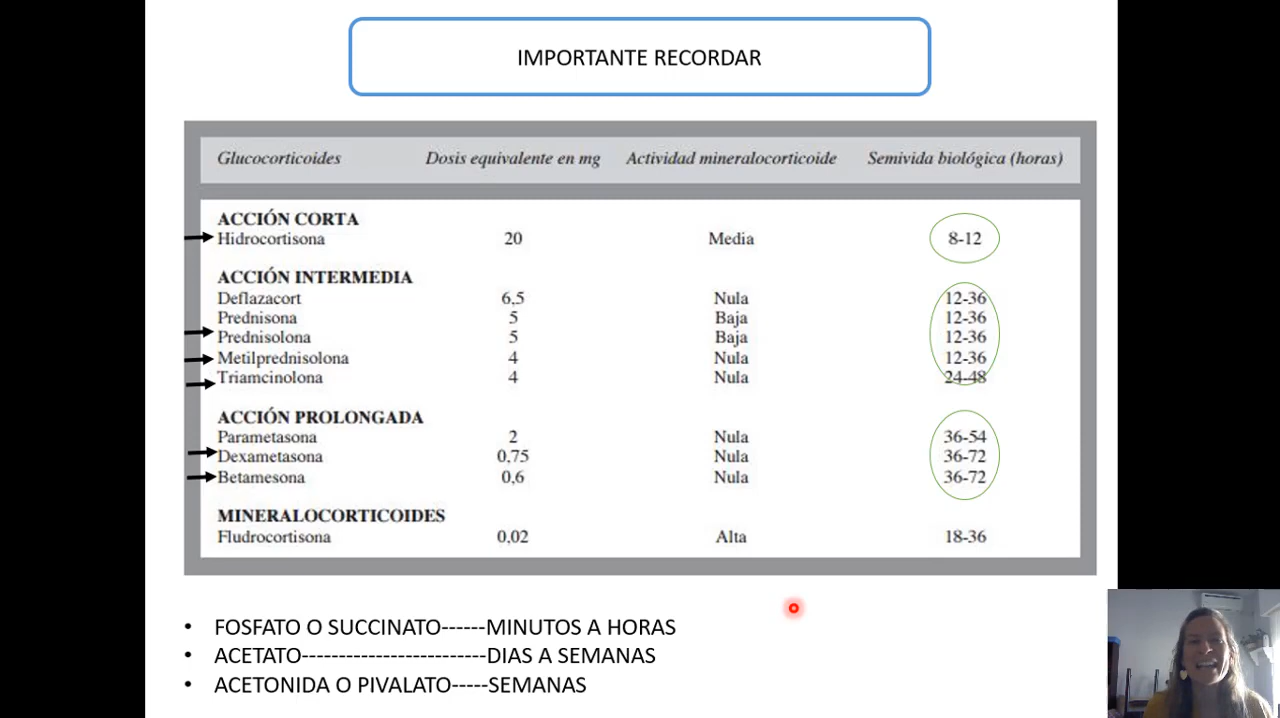 IMPORTANTE RECORDAR
Glucocorticoides Dosis equivalente en mg Actividad mineralocorticoide Semivida biológica (horas)
ACCIÓN CORTA
Hidrocortisona 20 Media 8-12
ACCIÓN INTERMEDIA
Deflazacort 6,5 Nula 12-36
Prednisona 5 Baja 12-36
Prednisolona 5 Baja 12-36
Metilprednisolona 4 Nula 12-36
Triamcinolona 4 Nula 24-48
ACCIÓN PROLONGADA
Parametasona 2 Nula 36-54
Dexametasona 0,75 Nula 36-72
Betamesona 0,6 Nula 36-72
MINERALOCORTICOIDES
Fludrocortisona 0,02 Alta 18-36
• FOSFATO O SUCCINATO------MINUTOS A HORAS
• ACETATO-------------------------DIAS A SEMANAS
• ACETONIDA O PIVALATO-----SEMANAS